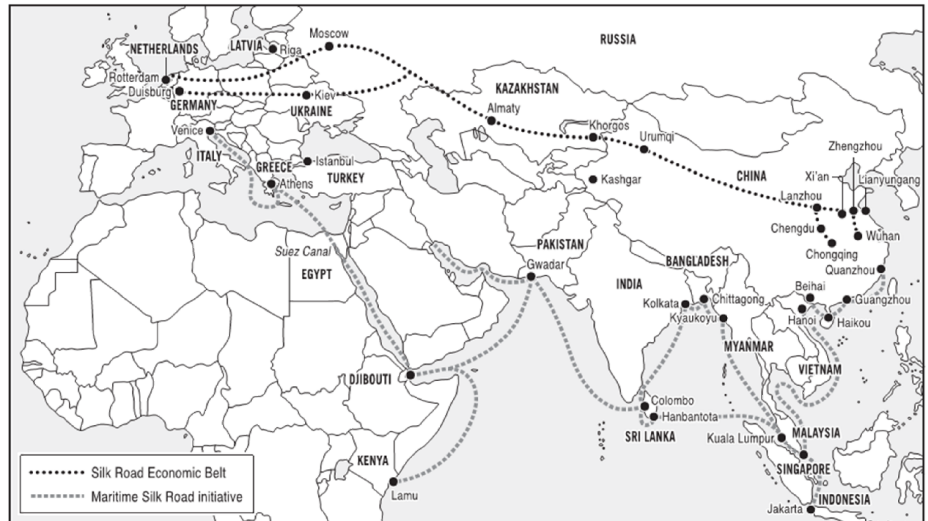 RUSSIA
Moscow
NETHERLANDS
LATVIA
Riga
Rotterdam
Duisburg
GERMANY
Kiev
UKRAINE
KAZAKHSTAN
Almaty
Khorgos
Urumqi
Venice
ITALY
GREECE
Istanbul
Athens
TURKEY
Kashgar
CHINA
Zhengzhou
Xi'an
Lianyungang
Lanzhou
Chengdu
Wuhan
Chongqing
Quanzhou
Suez Canal
EGYPT
PAKISTAN
Gwadar
INDIA
BANGLADESH
Kolkata
Chittagong
Kyaukoyu
Beihai
Guangzhou
Hanoi
Haikou
MYANMAR
VIETNAM
DJIBOUTI
Colombo
Hanbantota
SRI LANKA
Kuala Lumpur
MALAYSIA
SINGAPORE
KENYA
Lamu
Jakarta
INDONESIA
Silk Road Economic Belt
Maritime Silk Road initiative